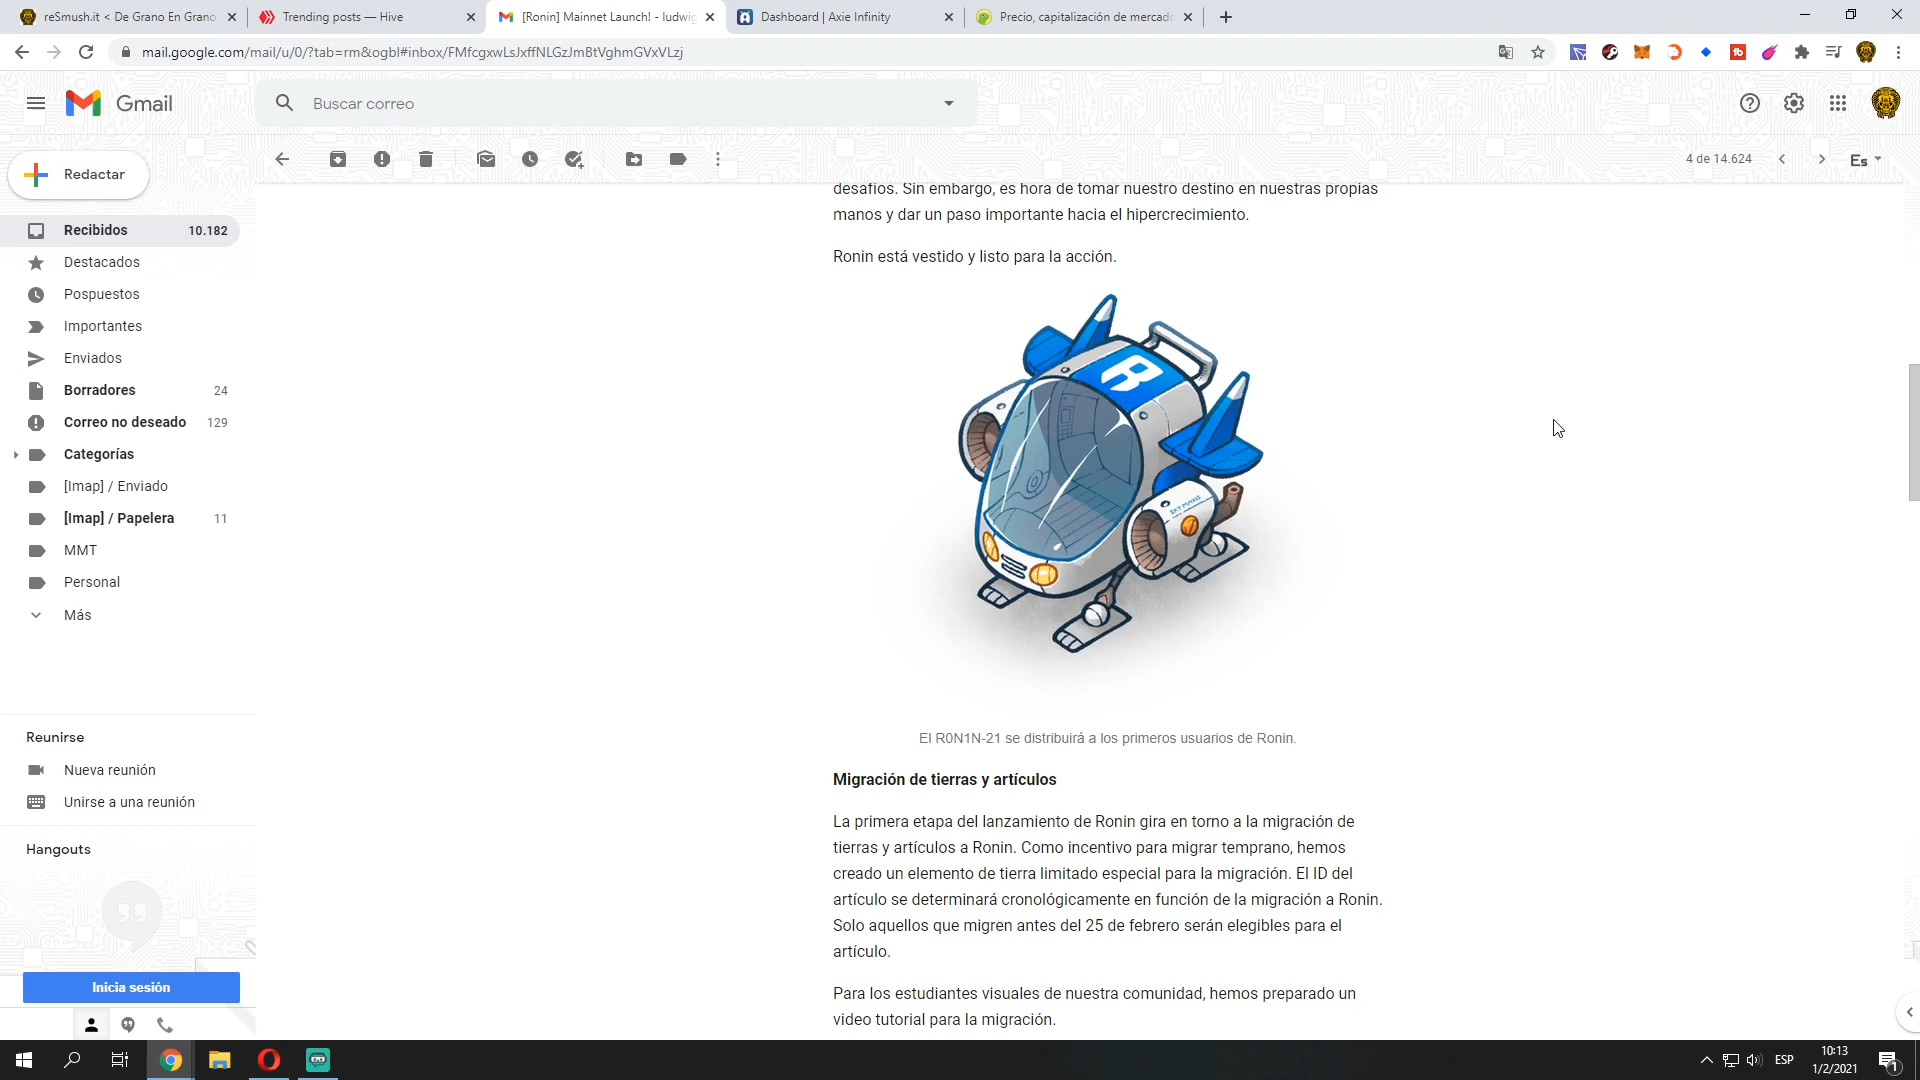 reSmush.it < De Grano En Grano
Trending posts — Hive
[Ronin] Mainnet Launch! - ludwig
Dashboard | Axie Infinity
Precio, capitalización de mercado
mail.google.com/mail/u/0/?tab=rm&ogbl#inbox/FMfcgxwLsJxffNLGzJmBtVghmGVxVLzj
Gmail
Buscar correo
4 de 14.624
Es
Redactar
Recibidos 10.182
Destacados
Pospuestos
Importantes
Enviados
Borradores 24
Correo no deseado 129
Categorías
[Imap] / Enviado
[Imap] / Papelera 11
MMT
Personal
Más
Reunirse
Nueva reunión
Unirse a una reunión
Hangouts
Inicia sesión
desafíos. Sin embargo, es hora de tomar nuestro destino en nuestras propias
manos y dar un paso importante hacia el hipercrecimiento.
Ronin está vestido y listo para la acción.
R
SKY MAVIS
El R0N1N-21 se distribuirá a los primeros usuarios de Ronin.
Migración de tierras y artículos
La primera etapa del lanzamiento de Ronin gira en torno a la migración de
tierras y artículos a Ronin. Como incentivo para migrar temprano, hemos
creado un elemento de tierra limitado especial para la migración. El ID del
artículo se determinará cronológicamente en función de la migración a Ronin.
Solo aquellos que migren antes del 25 de febrero serán elegibles para el
artículo.
Para los estudiantes visuales de nuestra comunidad, hemos preparado un
video tutorial para la migración.
ESP
10:13
1/2/2021
1